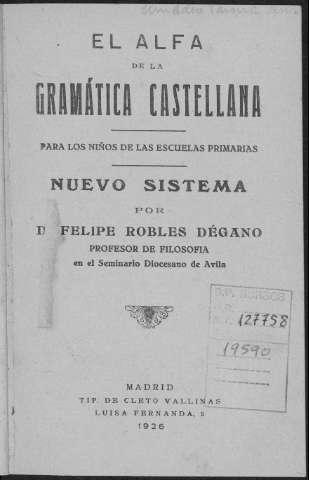 EL ALFA
DE LA
GRAMÁTICA CASTELLANA
PARA LOS NIÑOS DE LAS ESCUELAS PRIMARIAS
NUEVO SISTEMA
POR
D. FELIPE ROBLES DÉGANO
PROFESOR DE FILOSOFIA
en el Seminario Diocesano de Avila
B.P. BURGOS
127758
19590
MADRID
TIP. DE CLETO VALLINAS
LUISA FERNANDA, 5
1926